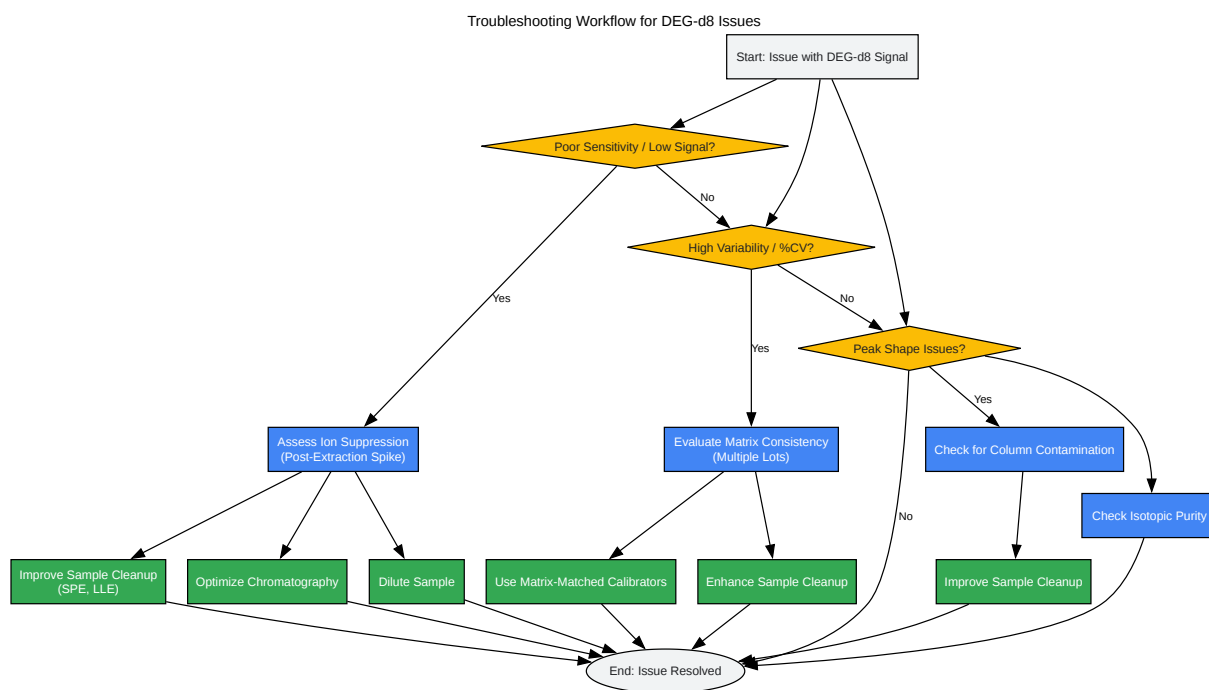 Troubleshooting Workflow for DEG-d8 Issues
Start: Issue with DEG-d8 Signal
Poor Sensitivity / Low Signal?
No
High Variability / %CV?
Yes
No
Peak Shape Issues?
Yes
Yes
Assess Ion Suppression
(Post-Extraction Spike)
Evaluate Matrix Consistency
(Multiple Lots)
Check for Column Contamination
Check Isotopic Purity
No
Improve Sample Cleanup
(SPE, LLE)
Optimize Chromatography
Dilute Sample
Use Matrix-Matched Calibrators
Enhance Sample Cleanup
Improve Sample Cleanup
End: Issue Resolved